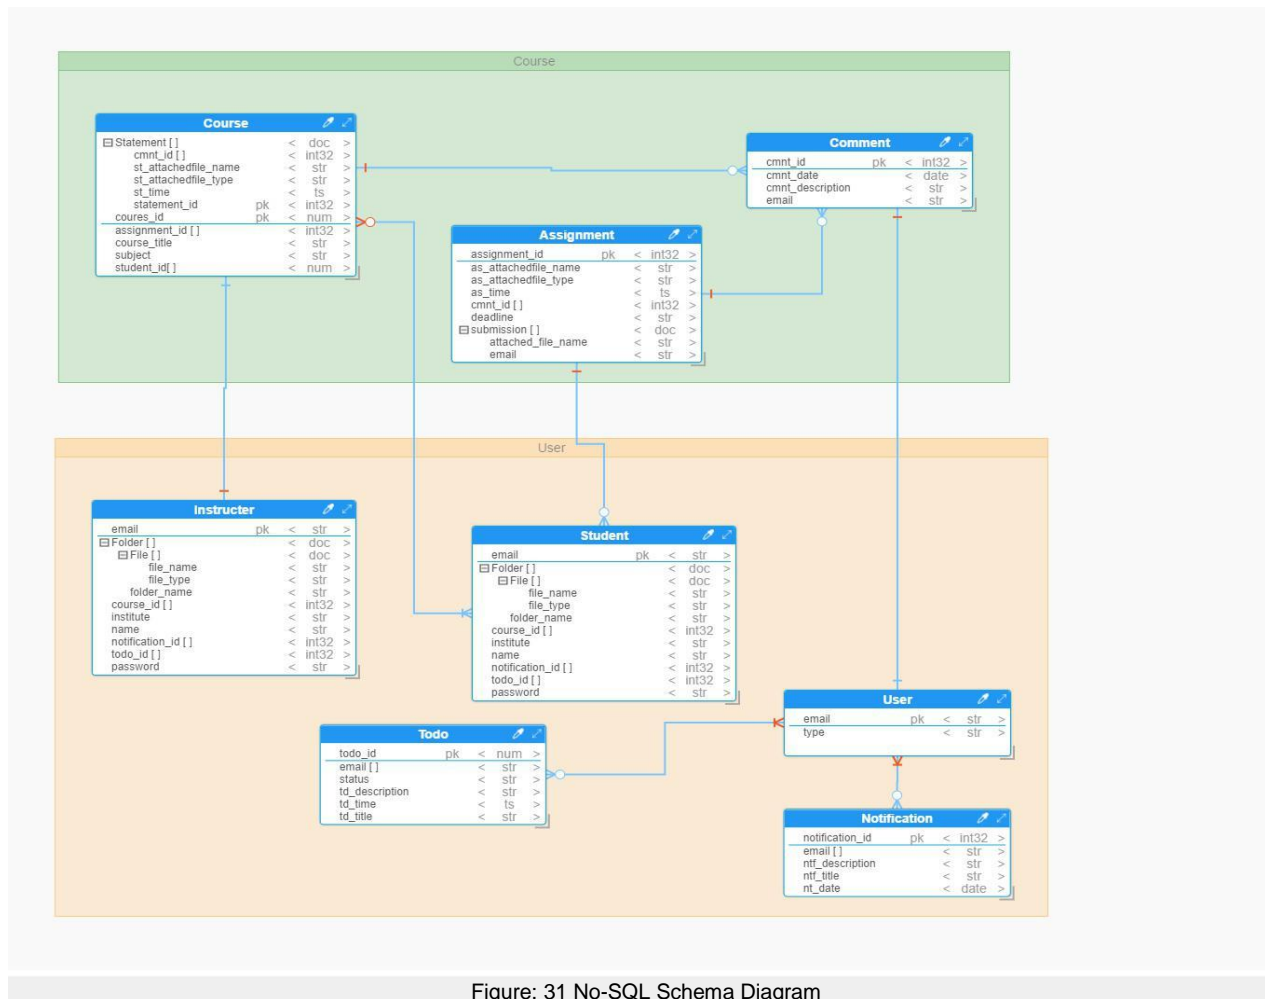 Course
Course
Statement [ ] < doc >
cmnt_id [ ] < int32 >
st_attachedfile_name < str >
st_attachedfile_type < str >
st_time < ts >
statement_id pk < int32 >
coures_id pk < num >
assignment_id [ ] < int32 >
course_title < str >
subject < str >
student_id[ ] < num >
Comment
cmnt_id pk < int32 >
cmnt_date < date >
cmnt_description < str >
email < str >
Assignment
assignment_id pk < int32 >
as_attachedfile_name < str >
as_attachedfile_type < str >
as_time < ts >
cmnt_id [ ] < int32 >
deadline < str >
submission [ ] < doc >
attached_file_name < str >
email < str >
User
Instructer
email pk < str >
Folder [ ] < doc >
File [ ] < doc >
file_name < str >
file_type < str >
folder_name < str >
course_id [ ] < int32 >
institute < str >
name < str >
notification_id [ ] < int32 >
todo_id [ ] < int32 >
password < str >
Student
email pk < str >
Folder [ ] < doc >
File [ ] < doc >
file_name < str >
file_type < str >
folder_name < str >
course_id [ ] < int32 >
institute < str >
name < str >
notification_id [ ] < int32 >
todo_id [ ] < int32 >
password < str >
User
email pk < str >
type < str >
Todo
todo_id pk < num >
email [ ] < str >
status < str >
td_description < str >
td_time < ts >
td_title < str >
Notification
notification_id pk < int32 >
email [ ] < str >
ntf_description < str >
ntf_title < str >
nt_date < date >
Figure: 31 No-SQL Schema Diagram